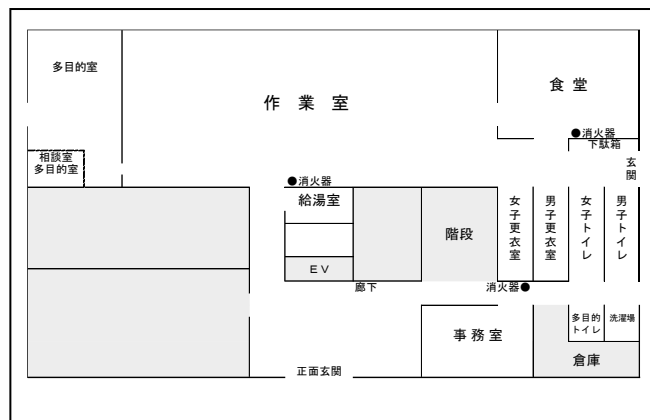 多目的室
作業室
食堂
●消火器
下駄箱
相談室
多目的室
玄関
●消火器
給湯室
女子更衣室
男子更衣室
女子トイレ
男子トイレ
階段
EV
廊下
消火器●
多目的
トイレ
洗濯場
事務室
倉庫
正面玄関